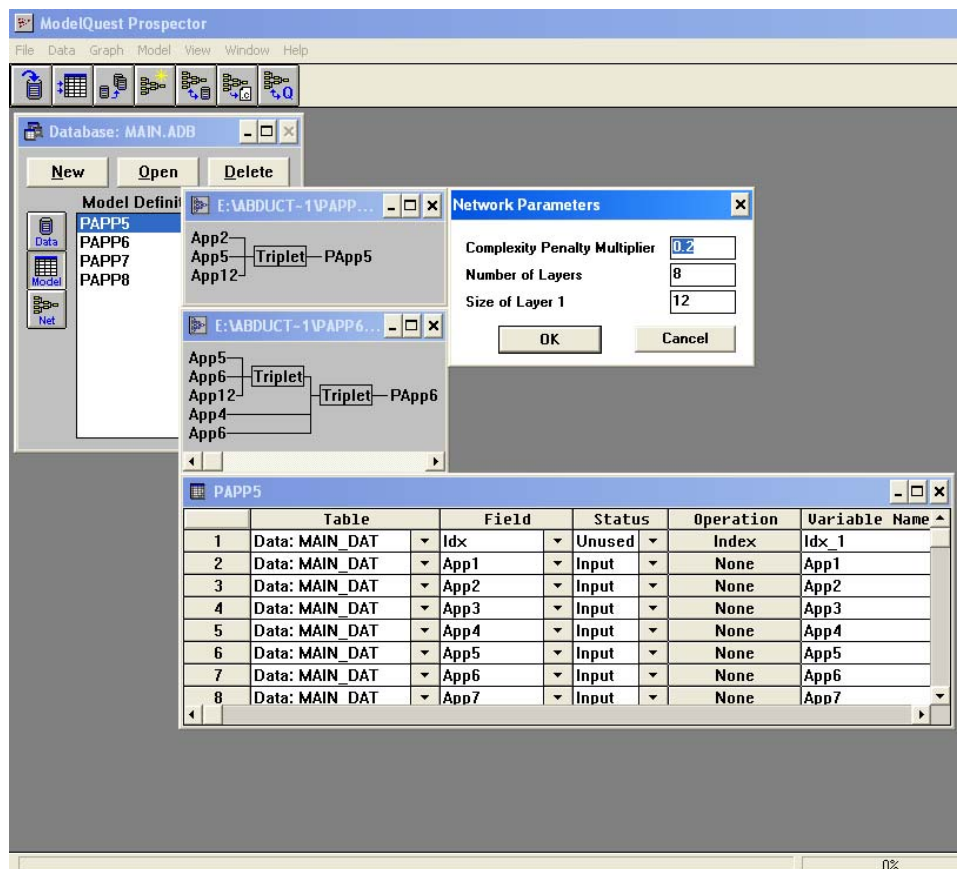 ModelQuest Prospector
File Data Graph Model View Window Help
Database: MAIN.ADB
New Open Delete
Model Definit
Data
Model
Net
PAPP5
PAPP6
PAPP7
PAPP8
E:\ABDUCT~1\PAPP...
App2
App5
App12
Triplet
PApp5
E:\ABDUCT~1\PAPP6...
App5
App6
App12
App4
App6
Triplet
Triplet
PApp6
Network Parameters
Complexity Penalty Multiplier 0.2
Number of Layers 8
Size of Layer 1 12
OK Cancel
PAPP5
Table Field Status Operation Variable Name
1 Data: MAIN_DAT Idx Unused Index Idx_1
2 Data: MAIN_DAT App1 Input None App1
3 Data: MAIN_DAT App2 Input None App2
4 Data: MAIN_DAT App3 Input None App3
5 Data: MAIN_DAT App4 Input None App4
6 Data: MAIN_DAT App5 Input None App5
7 Data: MAIN_DAT App6 Input None App6
8 Data: MAIN_DAT App7 Input None App7
0%